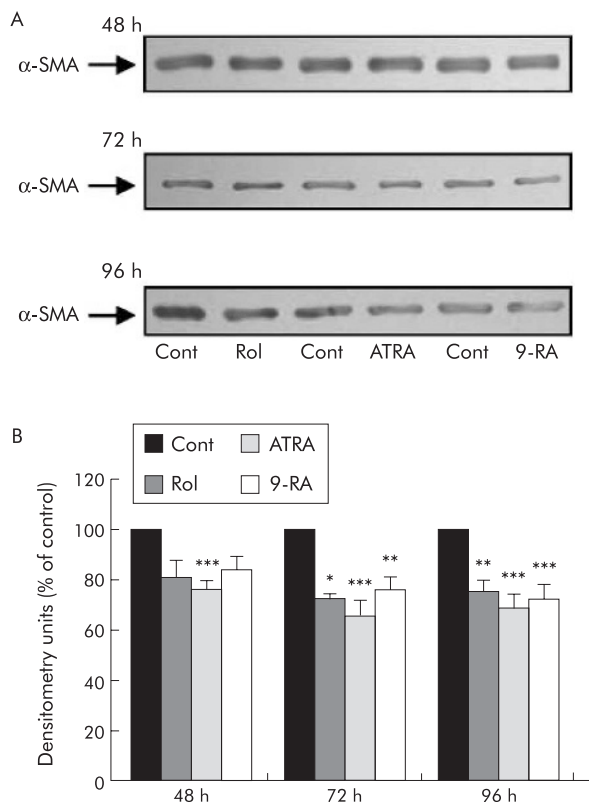 A
48 h
α-SMA
72 h
α-SMA
96 h
α-SMA
Cont Rol Cont ATRA Cont 9-RA
B
Cont ATRA
Rol 9-RA
Densitometry units (% of control)
120
100
80
60
40
20
0
***
* *** **
** *** ***
48 h 72 h 96 h